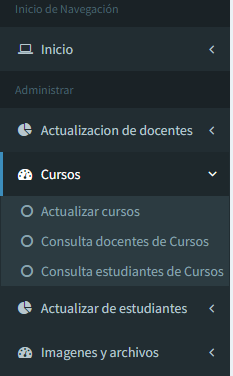 Inicio de Navegación
Inicio
Administrar
Actualizacion de docentes
Cursos
Actualizar cursos
Consulta docentes de Cursos
Consulta estudiantes de Cursos
Actualizar de estudiantes
Imagenes y archivos